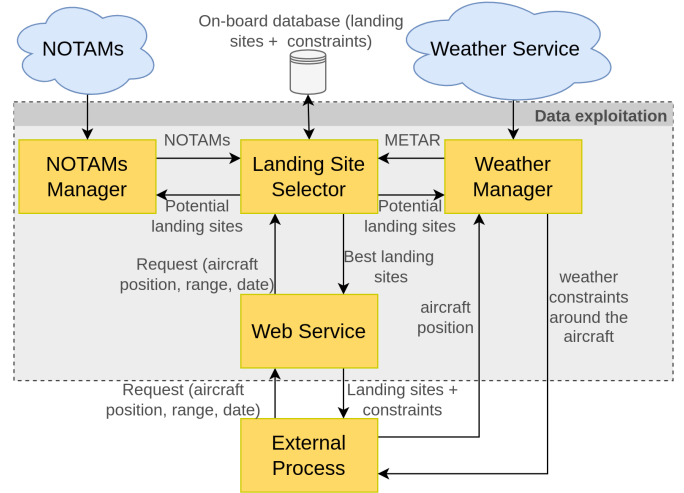 NOTAMs
On-board database (landing
sites +  constraints)
Weather Service
Data exploitation
NOTAMs
Manager
NOTAMs
Landing Site
Selector
METAR
Weather
Manager
Potential
landing sites
Potential
landing sites
Request (aircraft
position, range, date)
Best landing
sites
aircraft
position
weather
constraints
around the
aircraft
Web Service
Request (aircraft
position, range, date)
Landing sites +
constraints
External
Process